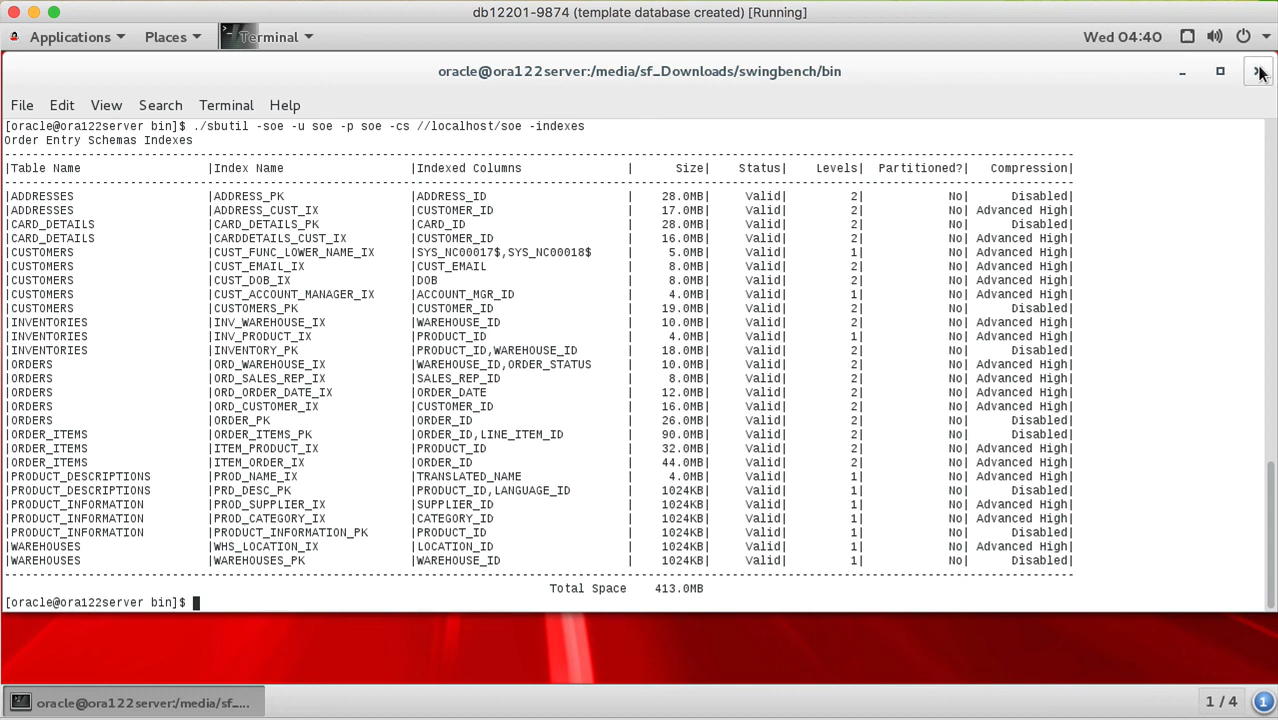 db12201-9874 (template database created) [Running]
Applications Places Terminal Wed 04:40
oracle@ora122server:/media/sf_Downloads/swingbench/bin
File Edit View Search Terminal Help
[oracle@ora122server bin]$ ./sbutil -soe -u soe -p soe -cs //localhost/soe -indexes
Order Entry Schemas Indexes
|Table Name |Index Name |Indexed Columns | Size| Status| Levels| Partitioned?| Compression|
|ADDRESSES |ADDRESS_PK |ADDRESS_ID | 28.0MB| Valid| 2| No| Disabled|
|ADDRESSES |ADDRESS_CUST_IX |CUSTOMER_ID | 17.0MB| Valid| 2| No| Advanced High|
|CARD_DETAILS |CARD_DETAILS_PK |CARD_ID | 28.0MB| Valid| 2| No| Disabled|
|CARD_DETAILS |CARDDETAILS_CUST_IX |CUSTOMER_ID | 16.0MB| Valid| 2| No| Advanced High|
|CUSTOMERS |CUST_FUNC_LOWER_NAME_IX |SYS_NC00017$,SYS_NC00018$ | 5.0MB| Valid| 1| No| Advanced High|
|CUSTOMERS |CUST_EMAIL_IX |CUST_EMAIL | 8.0MB| Valid| 2| No| Advanced High|
|CUSTOMERS |CUST_DOB_IX |DOB | 8.0MB| Valid| 2| No| Advanced High|
|CUSTOMERS |CUST_ACCOUNT_MANAGER_IX |ACCOUNT_MGR_ID | 4.0MB| Valid| 1| No| Advanced High|
|CUSTOMERS |CUSTOMERS_PK |CUSTOMER_ID | 19.0MB| Valid| 2| No| Disabled|
|INVENTORIES |INV_WAREHOUSE_IX |WAREHOUSE_ID | 10.0MB| Valid| 2| No| Advanced High|
|INVENTORIES |INV_PRODUCT_IX |PRODUCT_ID | 4.0MB| Valid| 1| No| Advanced High|
|INVENTORIES |INVENTORY_PK |PRODUCT_ID,WAREHOUSE_ID | 18.0MB| Valid| 2| No| Disabled|
|ORDERS |ORD_WAREHOUSE_IX |WAREHOUSE_ID,ORDER_STATUS | 10.0MB| Valid| 2| No| Advanced High|
|ORDERS |ORD_SALES_REP_IX |SALES_REP_ID | 8.0MB| Valid| 2| No| Advanced High|
|ORDERS |ORD_ORDER_DATE_IX |ORDER_DATE | 12.0MB| Valid| 2| No| Advanced High|
|ORDERS |ORD_CUSTOMER_IX |CUSTOMER_ID | 16.0MB| Valid| 2| No| Advanced High|
|ORDERS |ORDER_PK |ORDER_ID | 26.0MB| Valid| 2| No| Disabled|
|ORDER_ITEMS |ORDER_ITEMS_PK |ORDER_ID,LINE_ITEM_ID | 90.0MB| Valid| 2| No| Disabled|
|ORDER_ITEMS |ITEM_PRODUCT_IX |PRODUCT_ID | 32.0MB| Valid| 2| No| Advanced High|
|ORDER_ITEMS |ITEM_ORDER_IX |ORDER_ID | 44.0MB| Valid| 2| No| Advanced High|
|PRODUCT_DESCRIPTIONS |PROD_NAME_IX |TRANSLATED_NAME | 4.0MB| Valid| 1| No| Advanced High|
|PRODUCT_DESCRIPTIONS |PRD_DESC_PK |PRODUCT_ID,LANGUAGE_ID | 1024KB| Valid| 1| No| Disabled|
|PRODUCT_INFORMATION |PROD_SUPPLIER_IX |SUPPLIER_ID | 1024KB| Valid| 1| No| Advanced High|
|PRODUCT_INFORMATION |PROD_CATEGORY_IX |CATEGORY_ID | 1024KB| Valid| 1| No| Advanced High|
|PRODUCT_INFORMATION |PRODUCT_INFORMATION_PK |PRODUCT_ID | 1024KB| Valid| 1| No| Disabled|
|WAREHOUSES |WHS_LOCATION_IX |LOCATION_ID | 1024KB| Valid| 1| No| Advanced High|
|WAREHOUSES |WAREHOUSES_PK |WAREHOUSE_ID | 1024KB| Valid| 1| No| Disabled|
Total Space 413.0MB
[oracle@ora122server bin]$
oracle@ora122server:/media/sf_... 1 / 4 1